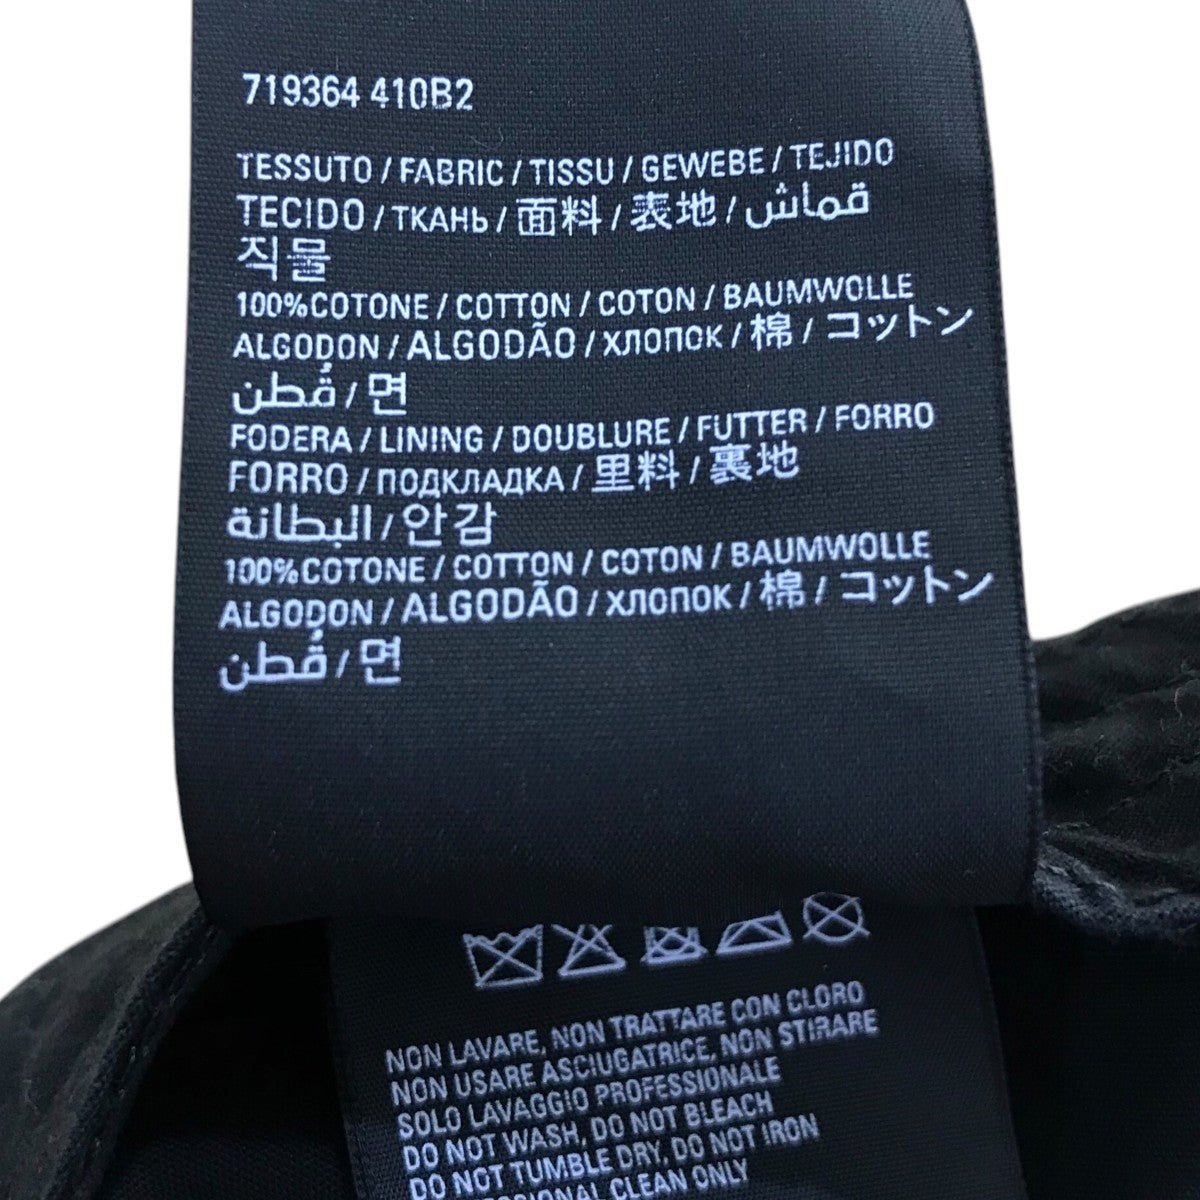 719364 410B2
TESSUTO / FABRIC / TISSU / GEWEBE / TEJIDO
TECIDO / ТКАНЬ / 面料 / 表地 / قماش
직물
100%COTONE / COTTON / COTON / BAUMWOLLE
ALGODON / ALGODÃO / ХЛОПОК / 棉 / コットン
قُطن / 면
FODERA / LINING / DOUBLURE / FUTTER / FORRO
FORRO / ПОДКЛАДКА / 里料 / 裏地
البطانة / 안감
100%COTONE / COTTON / COTON / BAUMWOLLE
ALGODON / ALGODÃO / ХЛОПОК / 棉 / コットン
قُطن / 면
NON LAVARE, NON TRATTARE CON CLORO
NON USARE ASCIUGATRICE, NON STIRARE
SOLO LAVAGGIO PROFESSIONALE
DO NOT WASH, DO NOT BLEACH
DO NOT TUMBLE DRY, DO NOT IRON
PROFESSIONAL CLEAN ONLY